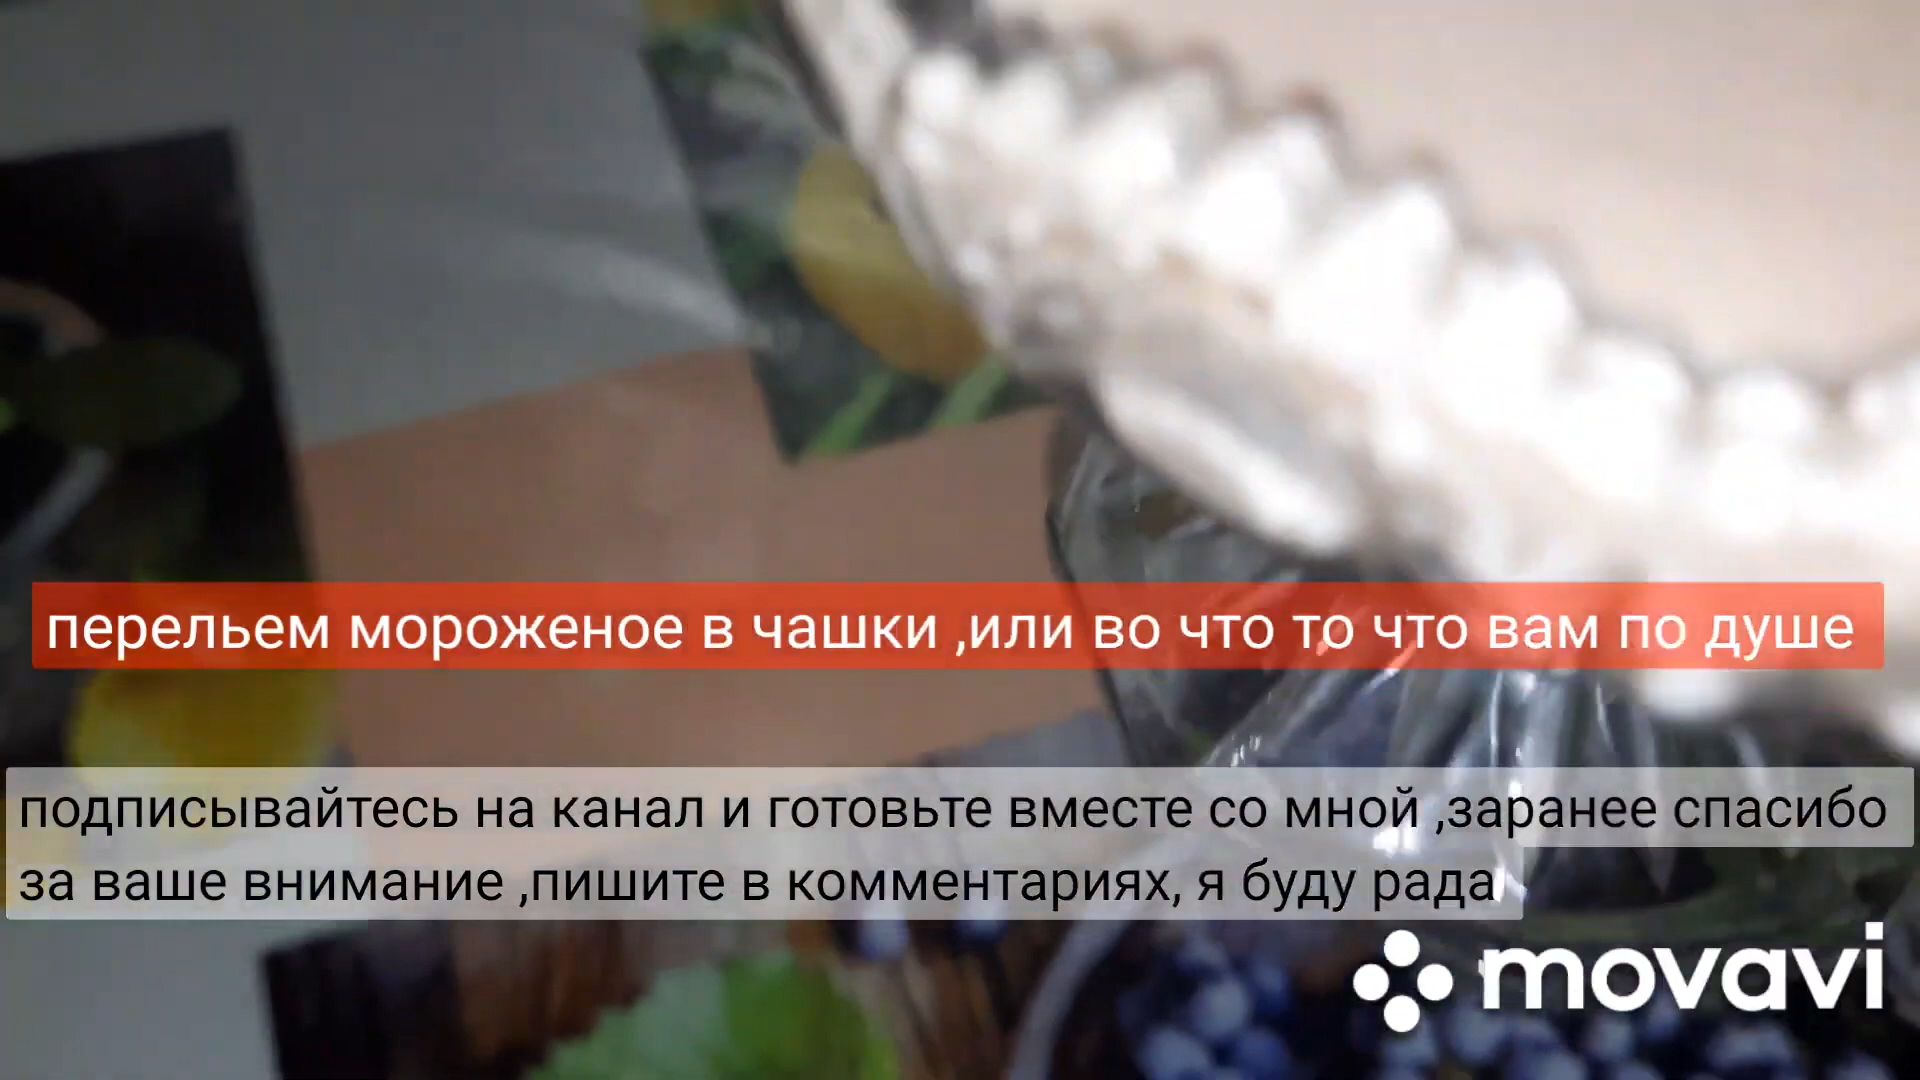 перельем мороженое в чашки ,или во что то что вам по душе
подписывайтесь на канал и готовьте вместе со мной ,заранее спасибо
за ваше внимание ,пишите в комментариях, я буду рада
movavi